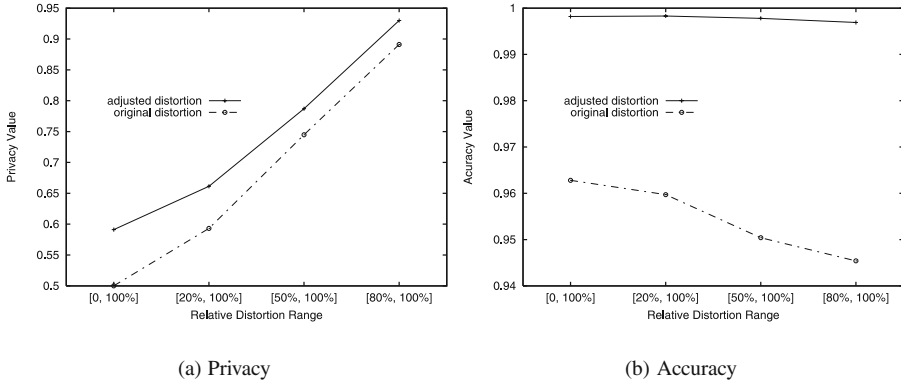 0.95
0.9
0.85
0.8
0.75
0.7
0.65
0.6
0.55
0.5
Privacy Value
adjusted distortion
original distortion
[0, 100%] [20%, 100%] [50%, 100%] [80%, 100%]
Relative Distortion Range
(a) Privacy
1
0.99
0.98
0.97
0.96
0.95
0.94
Acuracy Value
adjusted distortion
original distortion
[0, 100%] [20%, 100%] [50%, 100%] [80%, 100%]
Relative Distortion Range
(b) Accuracy